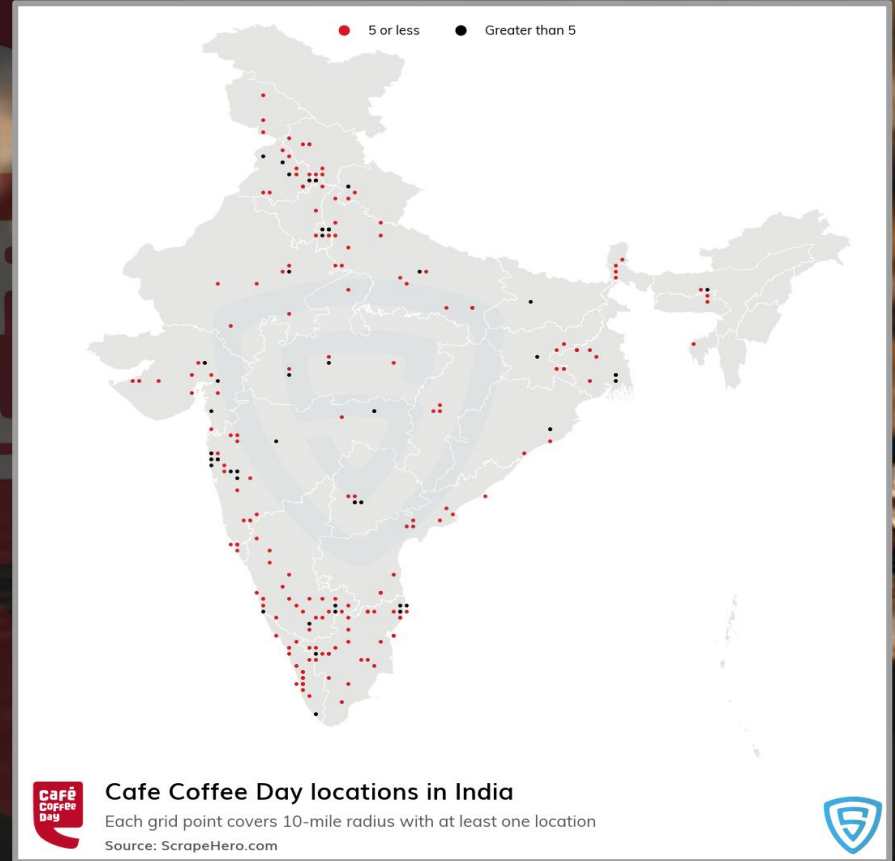 5 or less
Greater than 5
Café
Coffee
Day
Cafe Coffee Day locations in India
Each grid point covers 10-mile radius with at least one location
Source: ScrapeHero.com